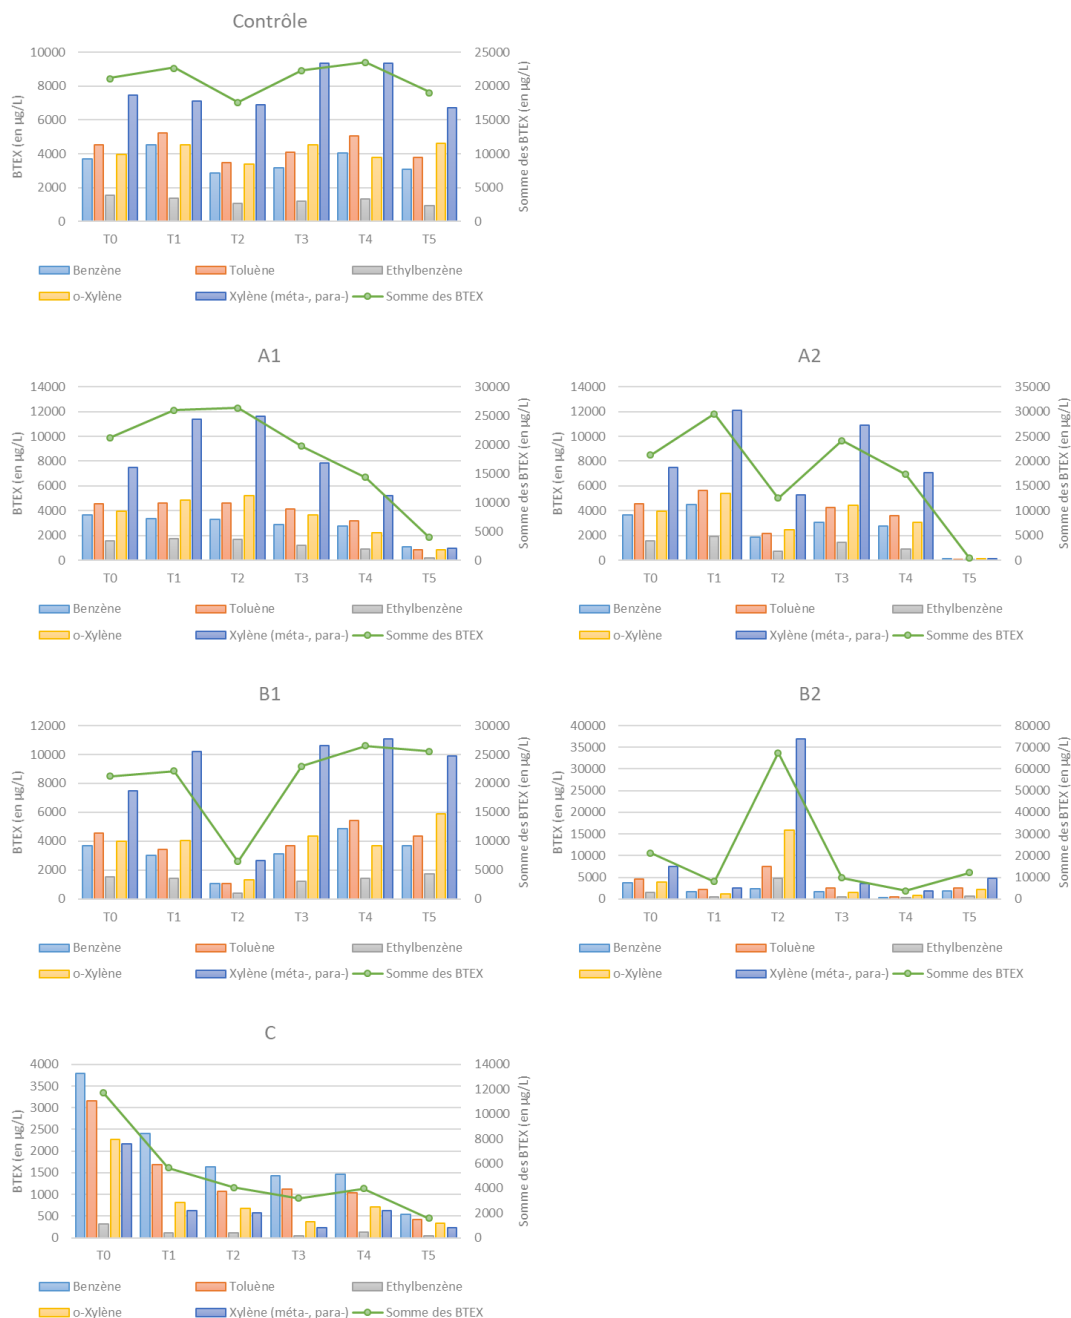 Contrôle
BTEX (en µg/L)
10000
8000
6000
4000
2000
0
25000
20000
15000
10000
5000
0
Somme des BTEX (en µg/L)
T0 T1 T2 T3 T4 T5
Benzène Toluène Ethylbenzène
o-Xylène Xylène (méta-, para-) Somme des BTEX
A1
BTEX (en µg/L)
14000
12000
10000
8000
6000
4000
2000
0
30000
25000
20000
15000
10000
5000
0
Somme des BTEX (en µg/L)
T0 T1 T2 T3 T4 T5
Benzène Toluène Ethylbenzène
o-Xylène Xylène (méta-, para-) Somme des BTEX
A2
BTEX (en µg/L)
14000
12000
10000
8000
6000
4000
2000
0
35000
30000
25000
20000
15000
10000
5000
0
Somme des BTEX (en µg/L)
T0 T1 T2 T3 T4 T5
Benzène Toluène Ethylbenzène
o-Xylène Xylène (méta-, para-) Somme des BTEX
B1
BTEX (en µg/L)
12000
10000
8000
6000
4000
2000
0
30000
25000
20000
15000
10000
5000
0
Somme des BTEX (en µg/L)
T0 T1 T2 T3 T4 T5
Benzène Toluène Ethylbenzène
o-Xylène Xylène (méta-, para-) Somme des BTEX
B2
BTEX (en µg/L)
40000
35000
30000
25000
20000
15000
10000
5000
0
80000
70000
60000
50000
40000
30000
20000
10000
0
Somme des BTEX (en µg/L)
T0 T1 T2 T3 T4 T5
Benzène Toluène Ethylbenzène
o-Xylène Xylène (méta-, para-) Somme des BTEX
C
BTEX (en µg/L)
4000
3500
3000
2500
2000
1500
1000
500
0
14000
12000
10000
8000
6000
4000
2000
0
Somme des BTEX (en µg/L)
T0 T1 T2 T3 T4 T5
Benzène Toluène Ethylbenzène
o-Xylène Xylène (méta-, para-) Somme des BTEX